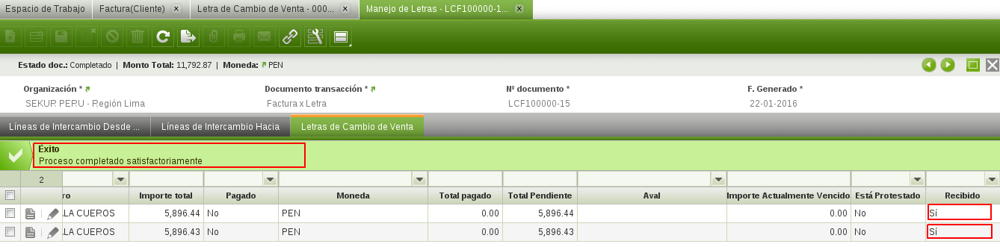 Espacio de Trabajo Factura(Cliente) Letra de Cambio de Venta - 000... Manejo de Letras - LCF100000-1...
Estado doc.: Completado | Monto Total: 11,792.87 | Moneda: PEN
Organización * Documento transacción * Nº documento * F. Generado *
SEKUR PERU - Región Lima Factura x Letra LCF100000-15 22-01-2016
Líneas de Intercambio Desde ... Líneas de Intercambio Hacia Letras de Cambio de Venta
Éxito
Proceso completado satisfactoriamente
2
ro Importe total Pagado Moneda Total pagado Total Pendiente Aval Importe Actualmente Vencido Está Protestado Recibido
LA CUEROS 5,896.44 No PEN 0.00 5,896.44 0.00 No Sí
LA CUEROS 5,896.43 No PEN 0.00 5,896.43 0.00 No Sí